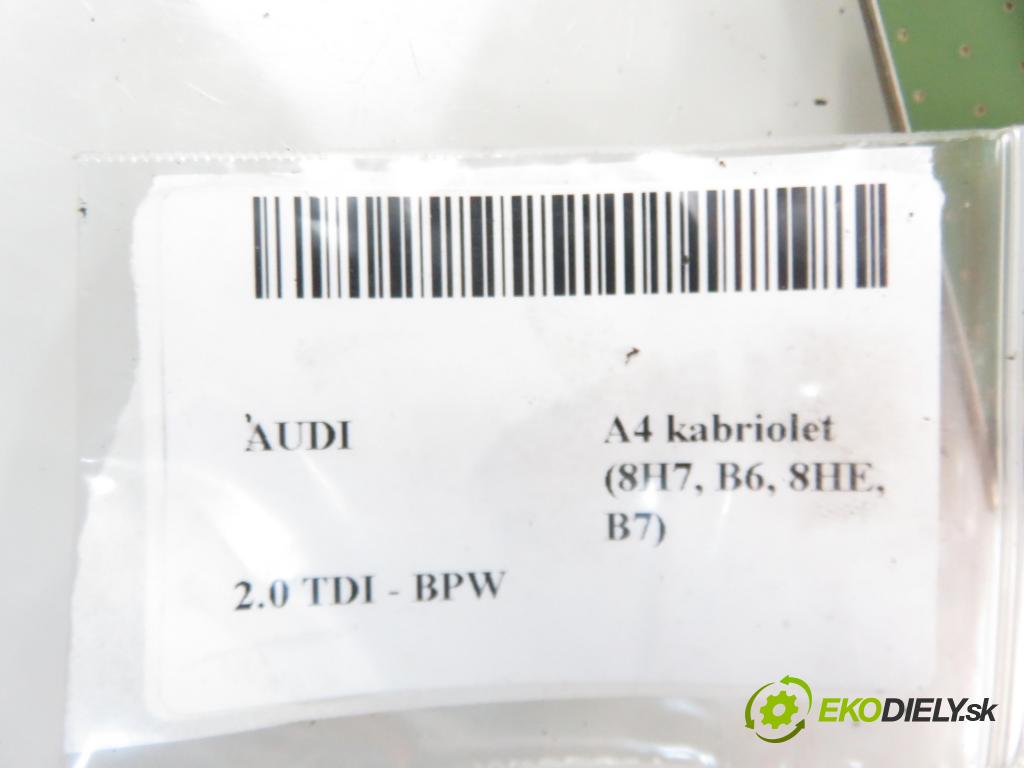 AUDI
A4 kabriolet
(8H7, B6, 8HE,
B7)
2.0 TDI - BPW
EKODIELY.sk